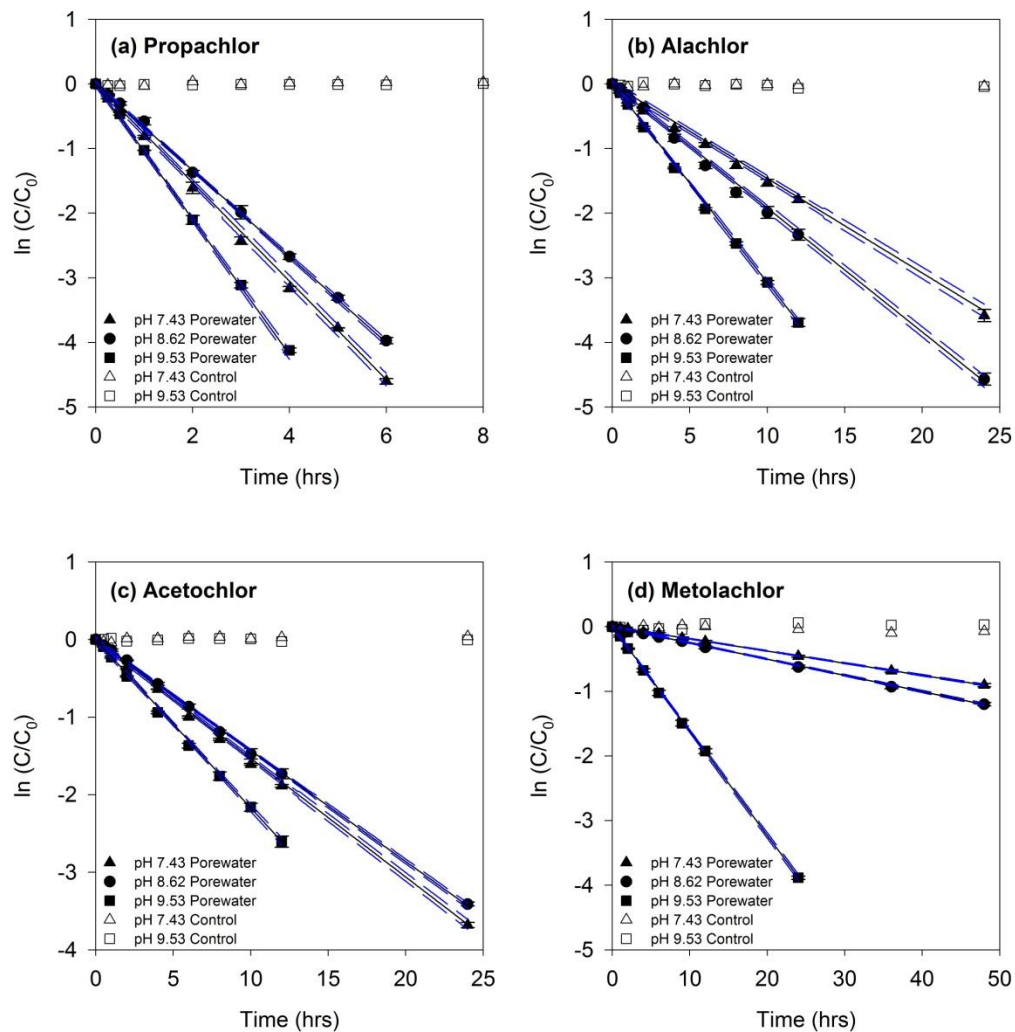 (a) Propachlor
1
0
-1
-2
-3
-4
-5
ln (C/C0)
pH 7.43 Porewater
pH 8.62 Porewater
pH 9.53 Porewater
pH 7.43 Control
pH 9.53 Control
0 2 4 6 8
Time (hrs)
(b) Alachlor
1
0
-1
-2
-3
-4
-5
ln (C/C0)
pH 7.43 Porewater
pH 8.62 Porewater
pH 9.53 Porewater
pH 7.43 Control
pH 9.53 Control
0 5 10 15 20 25
Time (hrs)
(c) Acetochlor
1
0
-1
-2
-3
-4
ln (C/C0)
pH 7.43 Porewater
pH 8.62 Porewater
pH 9.53 Porewater
pH 7.43 Control
pH 9.53 Control
0 5 10 15 20 25
Time (hrs)
(d) Metolachlor
1
0
-1
-2
-3
-4
-5
ln (C/C0)
pH 7.43 Porewater
pH 8.62 Porewater
pH 9.53 Porewater
pH 7.43 Control
pH 9.53 Control
0 10 20 30 40 50
Time (hrs)